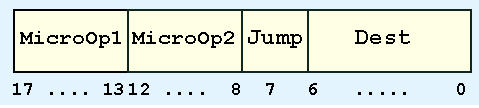 MicroOp1 MicroOp2 Jump Dest
17 .... 13 12 .... 8 7 6 ..... 0